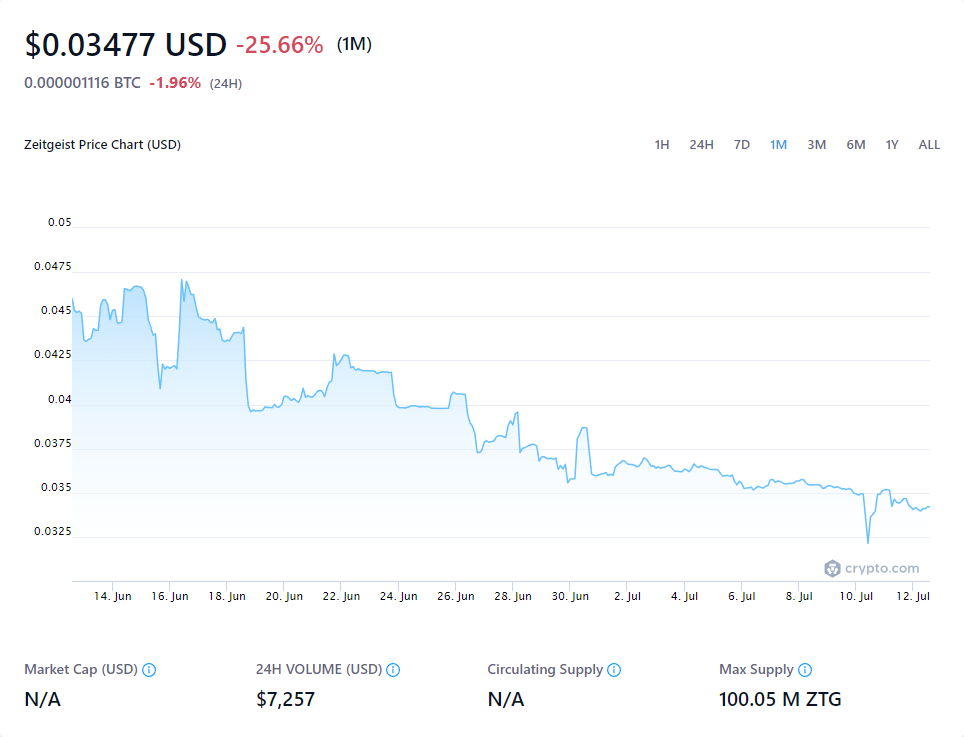 $0.03477 USD -25.66% (1M)
0.000001116 BTC -1.96% (24H)
Zeitgeist Price Chart (USD) 1H 24H 7D 1M 3M 6M 1Y ALL
0.05
0.0475
0.045
0.0425
0.04
0.0375
0.035
0.0325
crypto.com
14. Jun 16. Jun 18. Jun 20. Jun 22. Jun 24. Jun 26. Jun 28. Jun 30. Jun 2. Jul 4. Jul 6. Jul 8. Jul 10. Jul 12. Jul
Market Cap (USD) 24H VOLUME (USD) Circulating Supply Max Supply
N/A $7,257 N/A 100.05 M ZTG